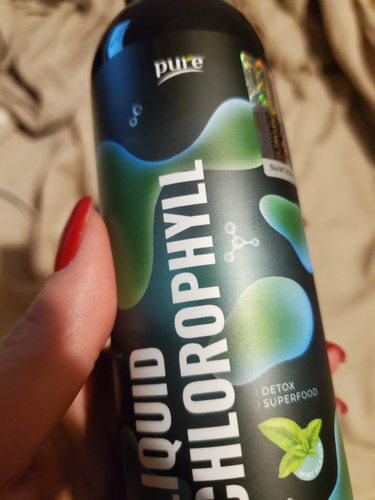 pure
LIQUID
CHLOROPHYLL
DETOX
SUPERFOOD